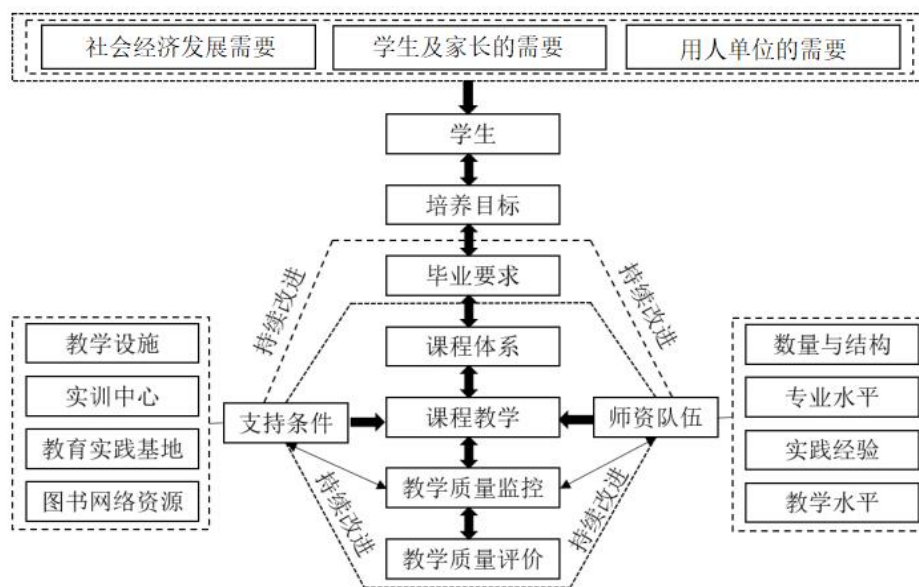 社会经济发展需要
学生及家长的需要
用人单位的需要
学生
培养目标
毕业要求
持续改进
持续改进
教学设施
实训中心
教育实践基地
图书网络资源
支持条件
课程体系
课程教学
师资队伍
数量与结构
专业水平
实践经验
教学水平
教学质量监控
持续改进
持续改进
教学质量评价